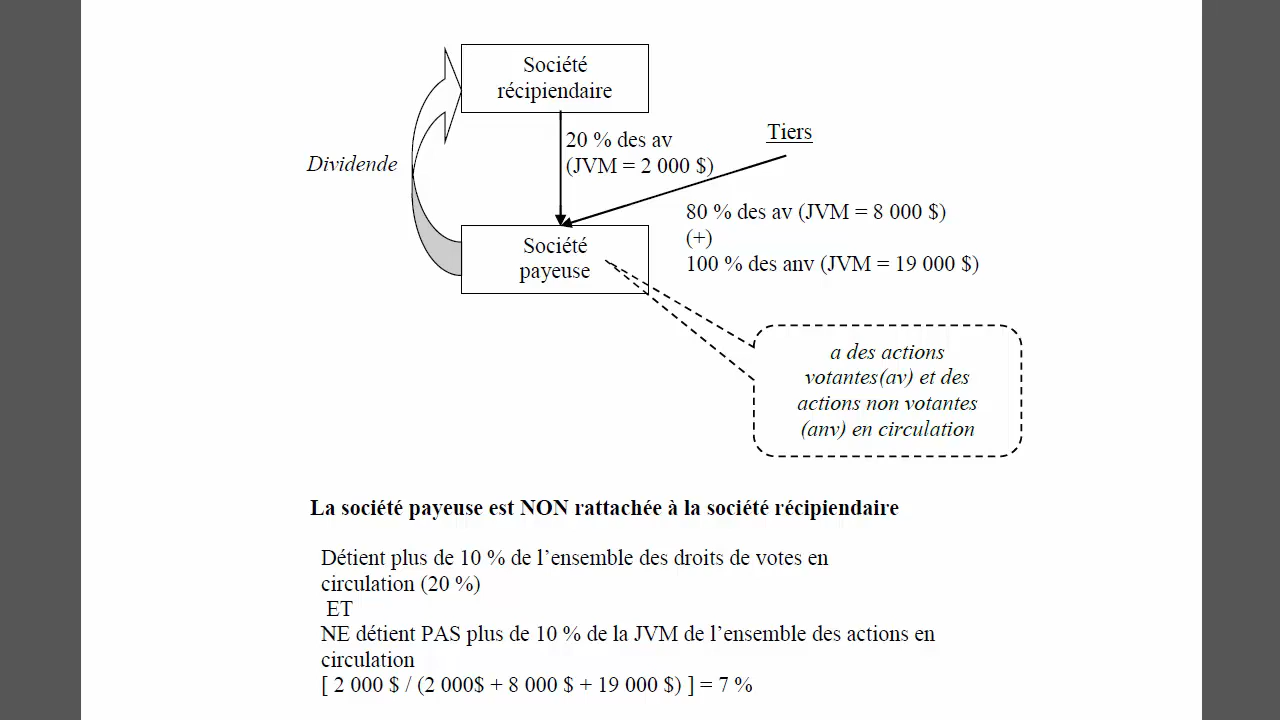 Société
récipiendaire
20 % des av
(JVM = 2 000 $)
Tiers
Dividende
80 % des av (JVM = 8 000 $)
(+)
100 % des anv (JVM = 19 000 $)
Société
payeuse
a des actions
votantes(av) et des
actions non votantes
(anv) en circulation
La société payeuse est NON rattachée à la société récipiendaire
Détient plus de 10 % de l’ensemble des droits de votes en
circulation (20 %)
ET
NE détient PAS plus de 10 % de la JVM de l’ensemble des actions en
circulation
[ 2 000 $ / (2 000$ + 8 000 $ + 19 000 $) ] = 7 %